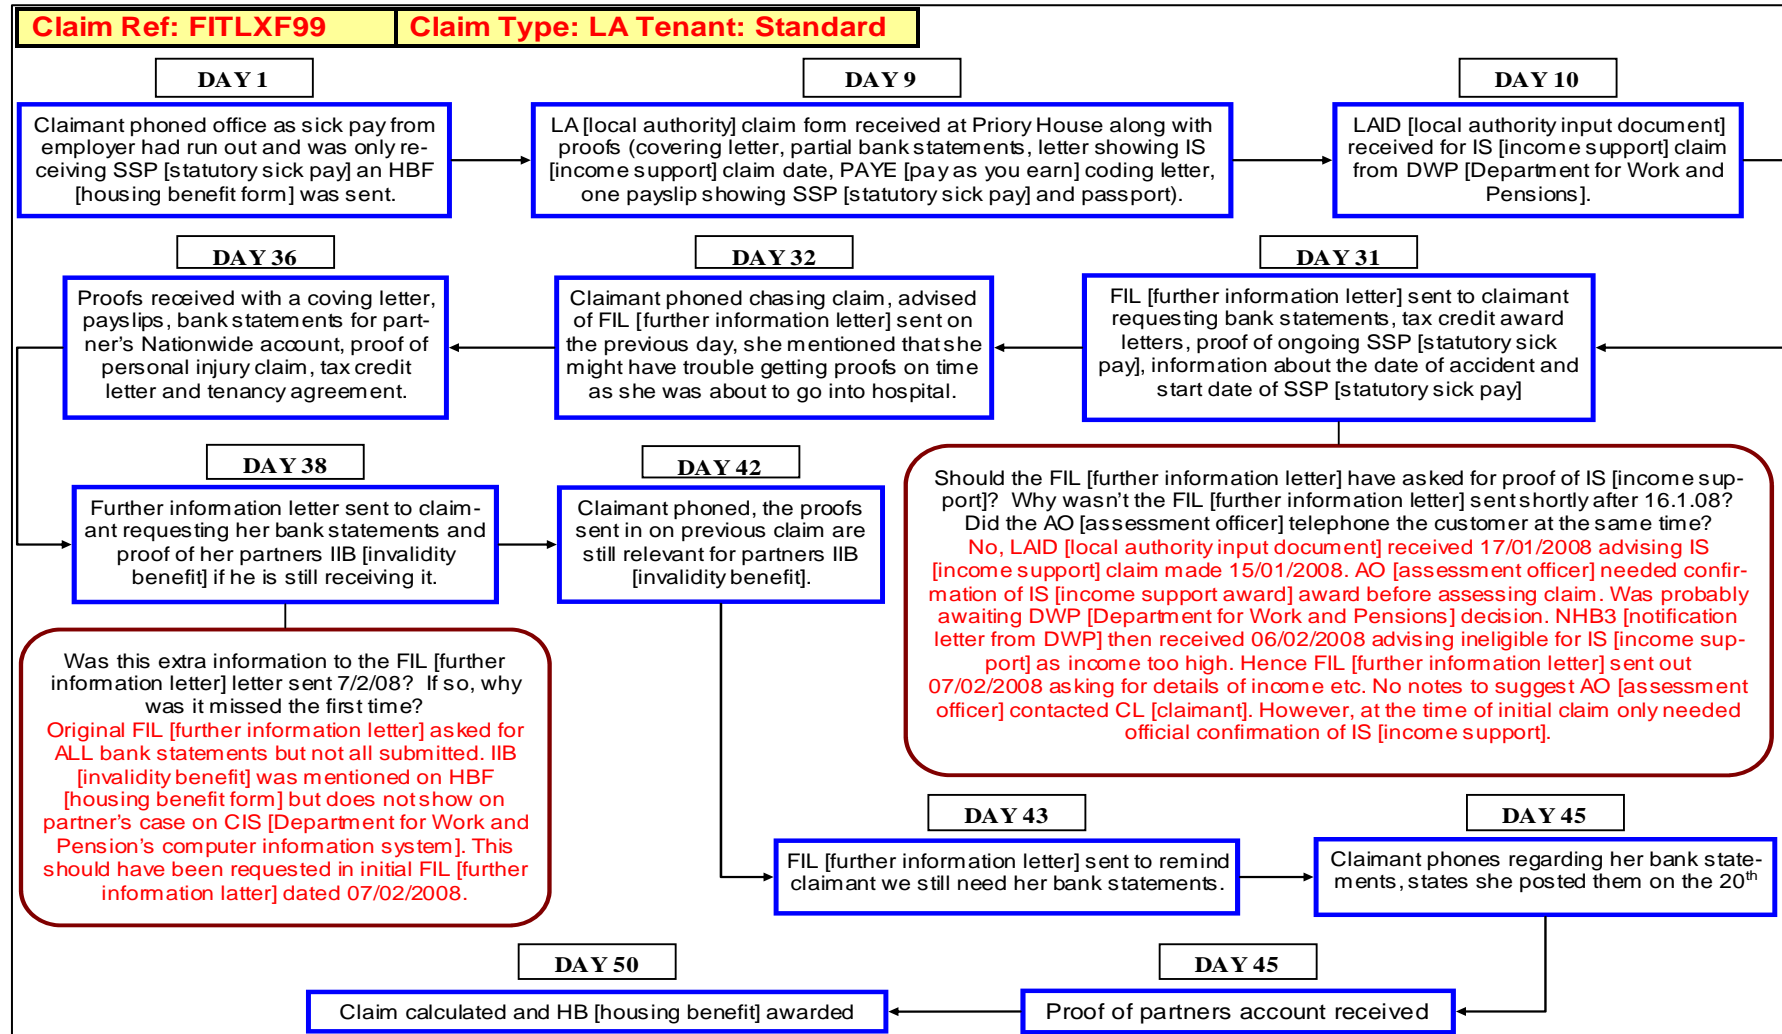 Claim Ref: FITLXF99
Claim Type: LA Tenant: Standard
DAY 1
Claimant phoned office as sick pay from
employer had run out and was only re-
ceiving SSP [statutory sick pay] an HBF
[housing benefit form] was sent.
DAY 9
LA [local authority] claim form received at Priory House along with
proofs (covering letter, partial bank statements, letter showing IS
[income support] claim date, PAYE [pay as you earn] coding letter,
one payslip showing SSP [statutory sick pay] and passport).
DAY 10
LAID [local authority input document]
received for IS [income support] claim
from DWP [Department for Work and
Pensions].
DAY 31
FIL [further information letter] sent to claimant
requesting bank statements, tax credit award
letters, proof of ongoing SSP [statutory sick
pay], information about the date of accident and
start date of SSP [statutory sick pay]
Should the FIL [further information letter] have asked for proof of IS [income sup-
port]? Why wasn't the FIL [further information letter] sent shortly after 16.1.08?
Did the AO [assessment officer] telephone the customer at the same time?
No, LAID [local authority input document] received 17/01/2008 advising IS
[income support] claim made 15/01/2008. AO [assessment officer] needed confir-
mation of IS [income support award] award before assessing claim. Was probably
awaiting DWP [Department for Work and Pensions] decision. NHB3 [notification
letter from DWP] then received 06/02/2008 advising ineligible for IS [income sup-
port] as income too high. Hence FIL [further information letter] sent out
07/02/2008 asking for details of income etc. No notes to suggest AO [assessment
officer] contacted CL [claimant]. However, at the time of initial claim only needed
official confirmation of IS [income support].
DAY 32
Claimant phoned chasing claim, advised
of FIL [further information letter] sent on
the previous day, she mentioned that she
might have trouble getting proofs on time
as she was about to go into hospital.
DAY 36
Proofs received with a coving letter,
payslips, bank statements for part-
ner's Nationwide account, proof of
personal injury claim, tax credit
letter and tenancy agreement.
DAY 38
Further information letter sent to claim-
ant requesting her bank statements and
proof of her partners IIB [invalidity
benefit] if he is still receiving it.
Was this extra information to the FIL [further
information letter] letter sent 7/2/08? If so, why
was it missed the first time?
Original FIL [further information letter] asked for
ALL bank statements but not all submitted. IIB
[invalidity benefit] was mentioned on HBF
[housing benefit form] but does not show on
partner's case on CIS [Department for Work and
Pension's computer information system]. This
should have been requested in initial FIL [further
information latter] dated 07/02/2008.
DAY 42
Claimant phoned, the proofs
sent in on previous claim are
still relevant for partners IIB
[invalidity benefit].
DAY 43
FIL [further information letter] sent to remind
claimant we still need her bank statements.
DAY 45
Claimant phones regarding her bank state-
ments, states she posted them on the 20th
DAY 45
Proof of partners account received
DAY 50
Claim calculated and HB [housing benefit] awarded